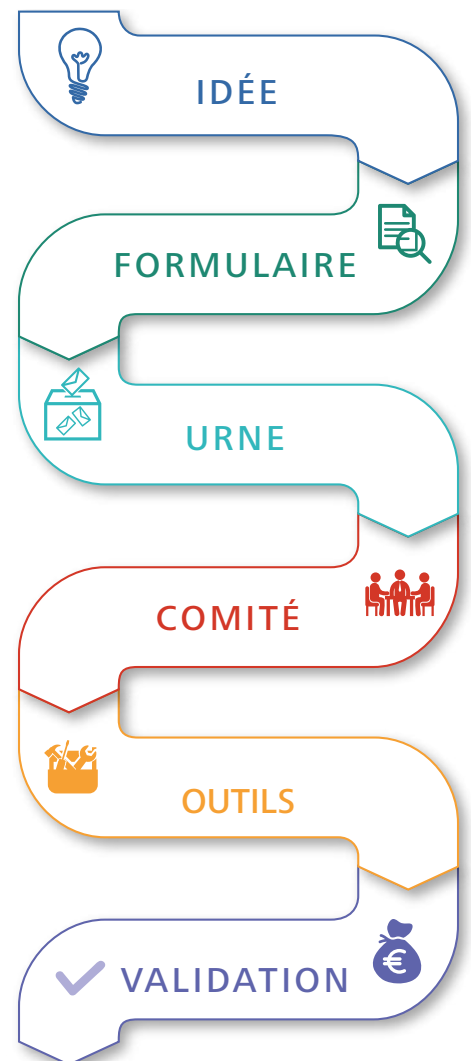 IDÉE
FORMULAIRE
URNE
COMITÉ
OUTILS
VALIDATION
€